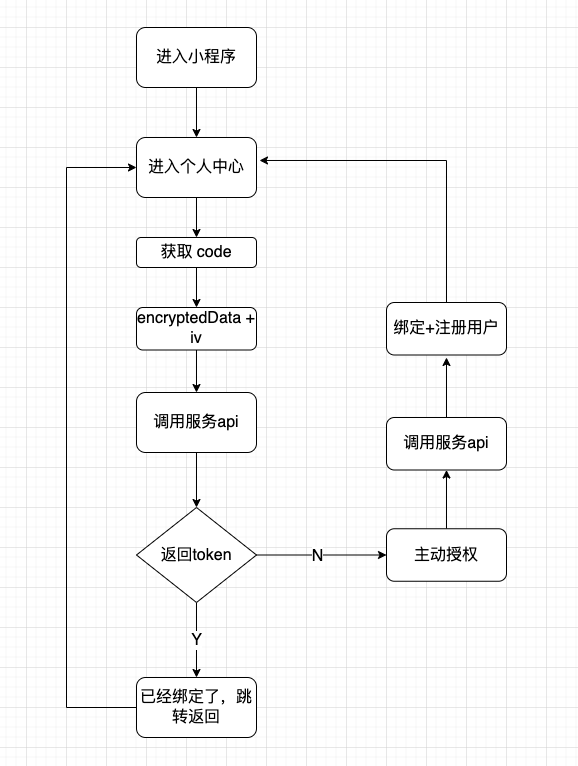 进入小程序
进入个人中心
获取 code
encryptedData +
iv
调用服务api
返回token
N
Y
已经绑定了，跳
转返回
绑定+注册用户
调用服务api
主动授权